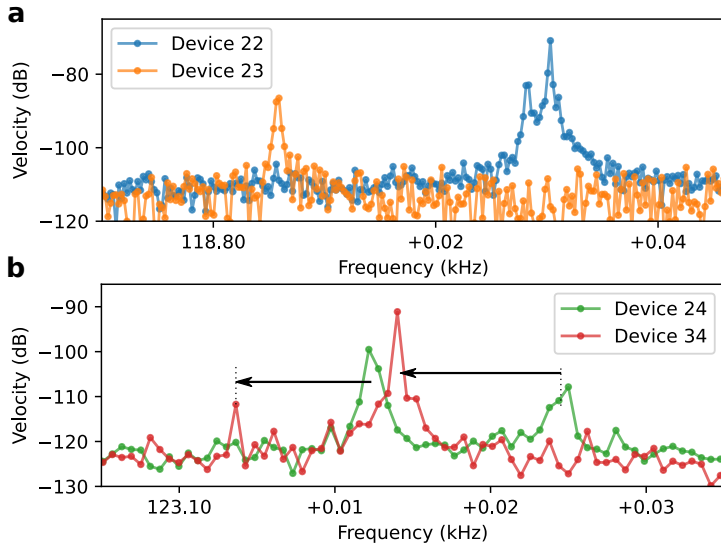 a
Device 22
Device 23
Velocity (dB)
−80
−100
−120
118.80
+0.02
+0.04
Frequency (kHz)
b
Device 24
Device 34
Velocity (dB)
−90
−100
−110
−120
−130
123.10
+0.01
+0.02
+0.03
Frequency (kHz)